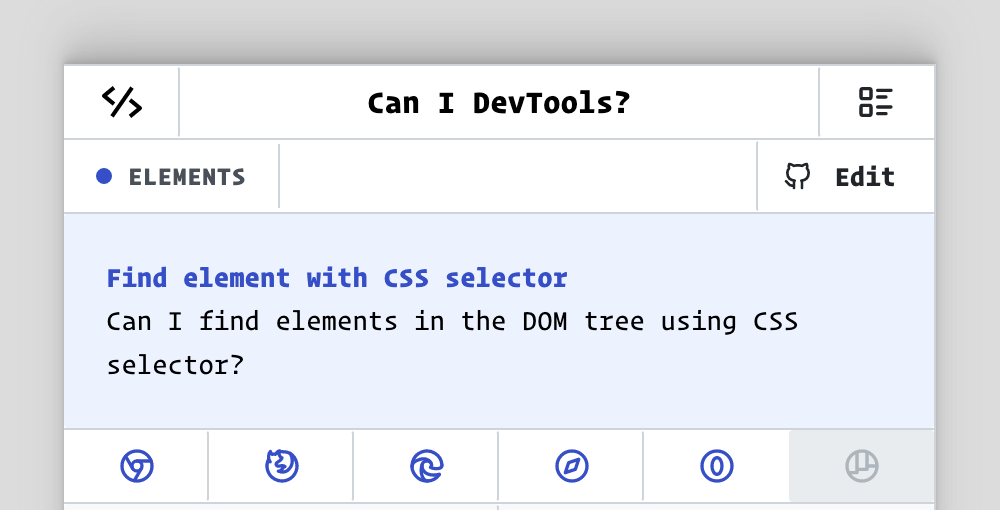 Can I DevTools?
ELEMENTS
Edit
Find element with CSS selector
Can I find elements in the DOM tree using CSS
selector?